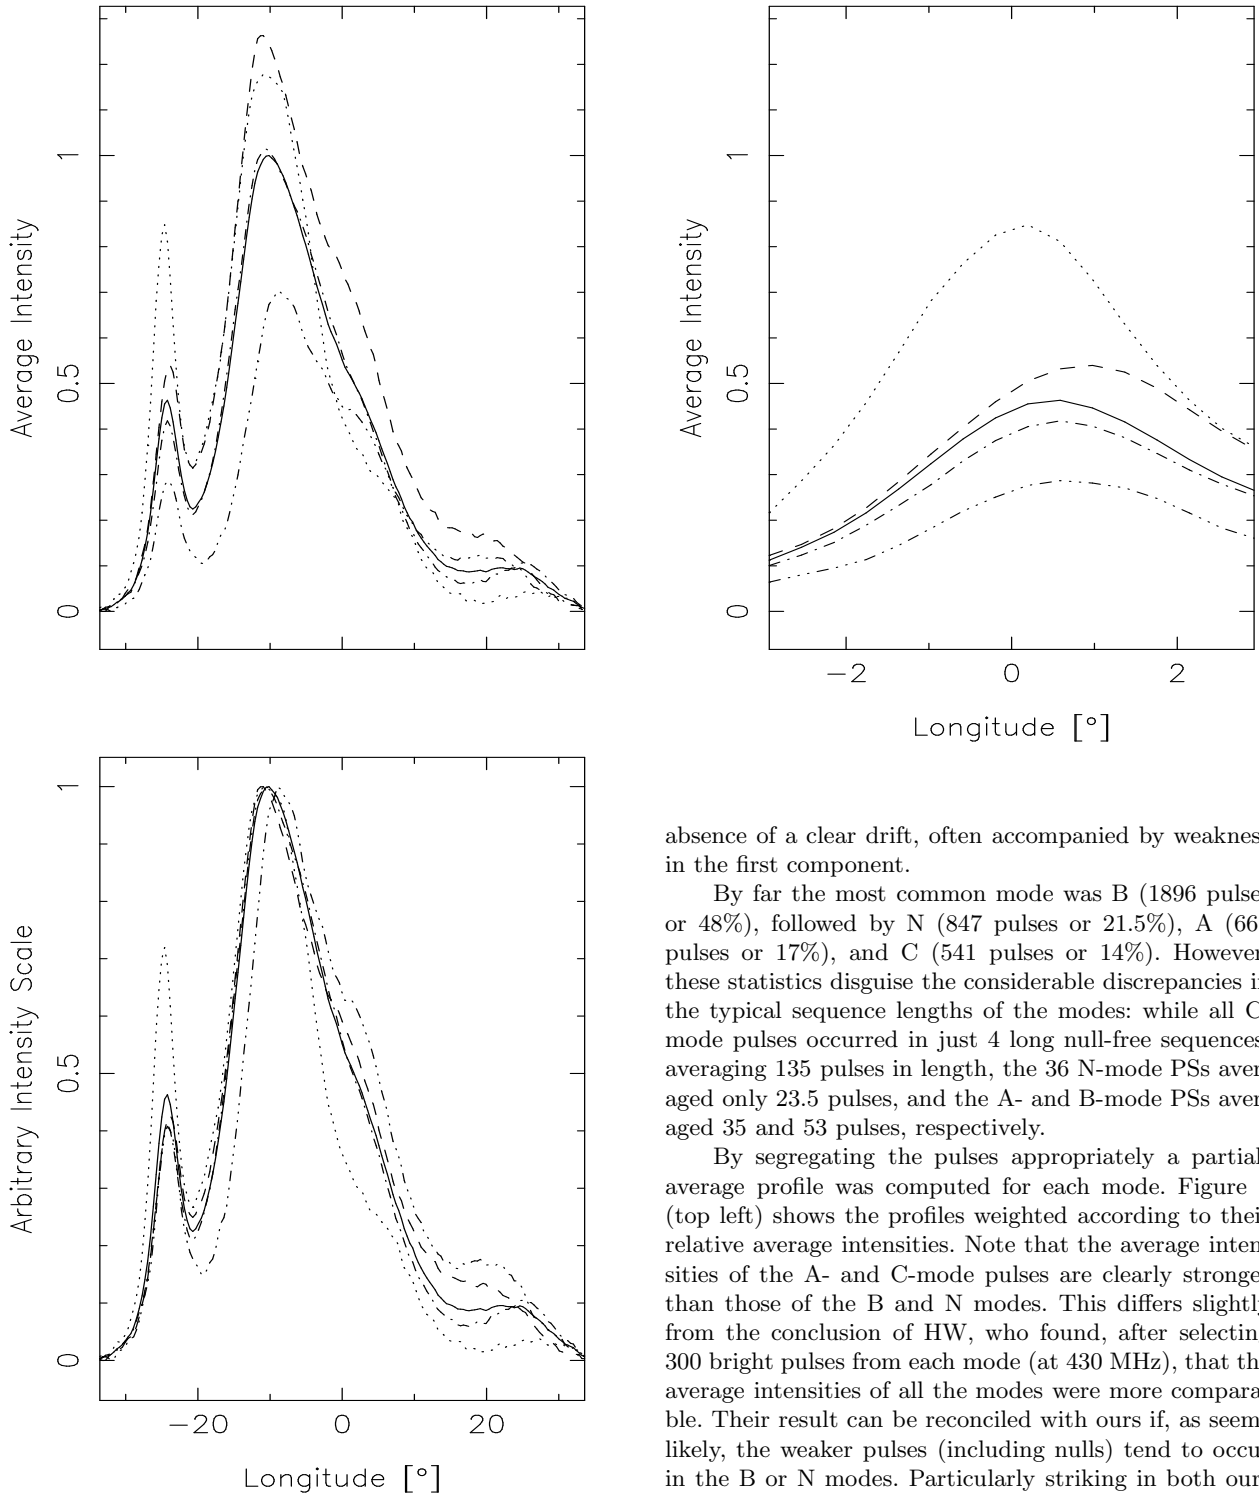 1
0.5
0
Average Intensity
1
0.5
0
Average Intensity
−2 0 2
Longitude [°]
1
0.5
0
Arbitrary Intensity Scale
−20 0 20
Longitude [°]
absence of a clear drift, often accompanied by weaknes
in the first component.
By far the most common mode was B (1896 pulse
or 48%), followed by N (847 pulses or 21.5%), A (66
pulses or 17%), and C (541 pulses or 14%). However
these statistics disguise the considerable discrepancies i
the typical sequence lengths of the modes: while all C
mode pulses occurred in just 4 long null-free sequences
averaging 135 pulses in length, the 36 N-mode PSs aver
aged only 23.5 pulses, and the A- and B-mode PSs aver
aged 35 and 53 pulses, respectively.
By segregating the pulses appropriately a partial
average profile was computed for each mode. Figure
(top left) shows the profiles weighted according to thei
relative average intensities. Note that the average inten
sities of the A- and C-mode pulses are clearly stronge
than those of the B and N modes. This differs slightl
from the conclusion of HW, who found, after selectin
300 bright pulses from each mode (at 430 MHz), that th
average intensities of all the modes were more compara
ble. Their result can be reconciled with ours if, as seem
likely, the weaker pulses (including nulls) tend to occu
in the B or N modes. Particularly striking in both our